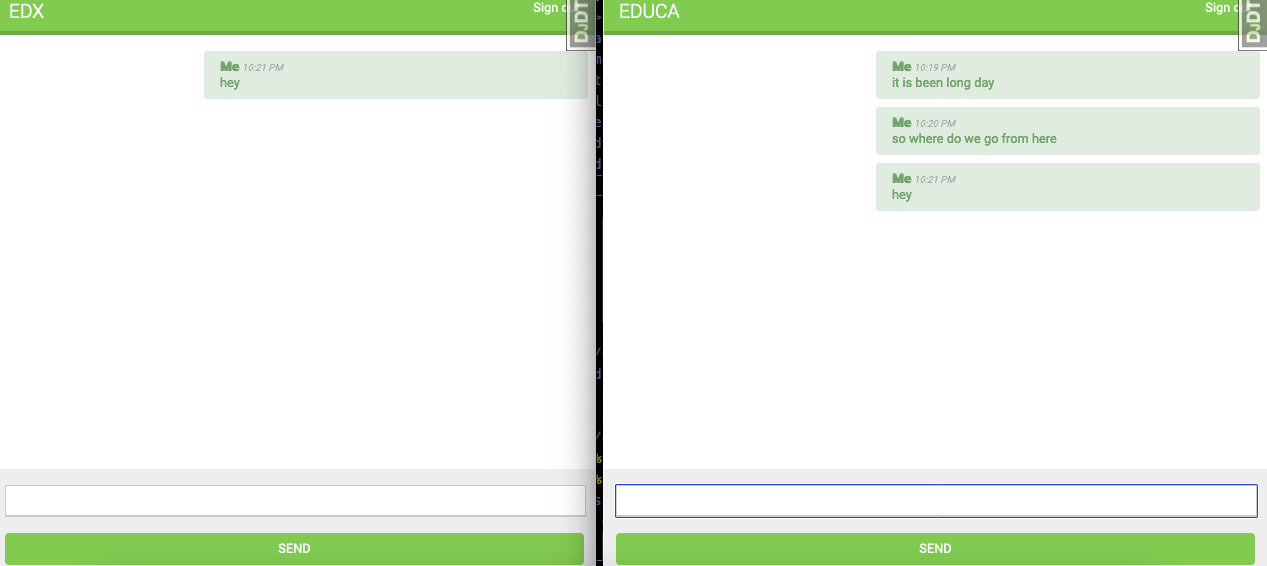 EDX
Sign o
DJDT
Me 10:21 PM
hey
SEND
EDUCA
Sign o
DJDT
Me 10:19 PM
it is been long day
Me 10:20 PM
so where do we go from here
Me 10:21 PM
hey
SEND